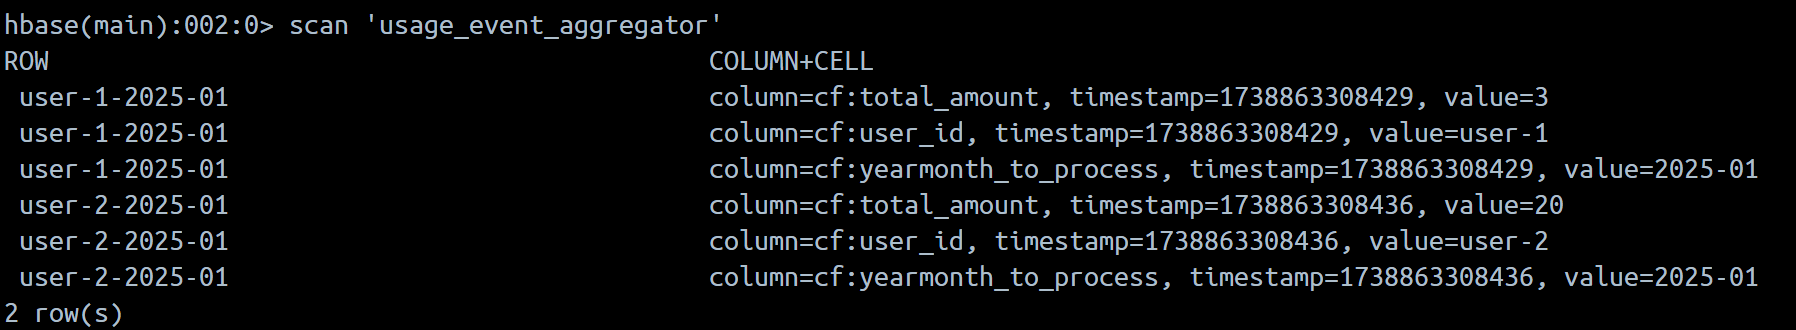 hbase(main):002:0> scan 'usage_event_aggregator'
ROW COLUMN+CELL
user-1-2025-01 column=cf:total_amount, timestamp=1738863308429, value=3
user-1-2025-01 column=cf:user_id, timestamp=1738863308429, value=user-1
user-1-2025-01 column=cf:yearmonth_to_process, timestamp=1738863308429, value=2025-01
user-2-2025-01 column=cf:total_amount, timestamp=1738863308436, value=20
user-2-2025-01 column=cf:user_id, timestamp=1738863308436, value=user-2
user-2-2025-01 column=cf:yearmonth_to_process, timestamp=1738863308436, value=2025-01
2 row(s)